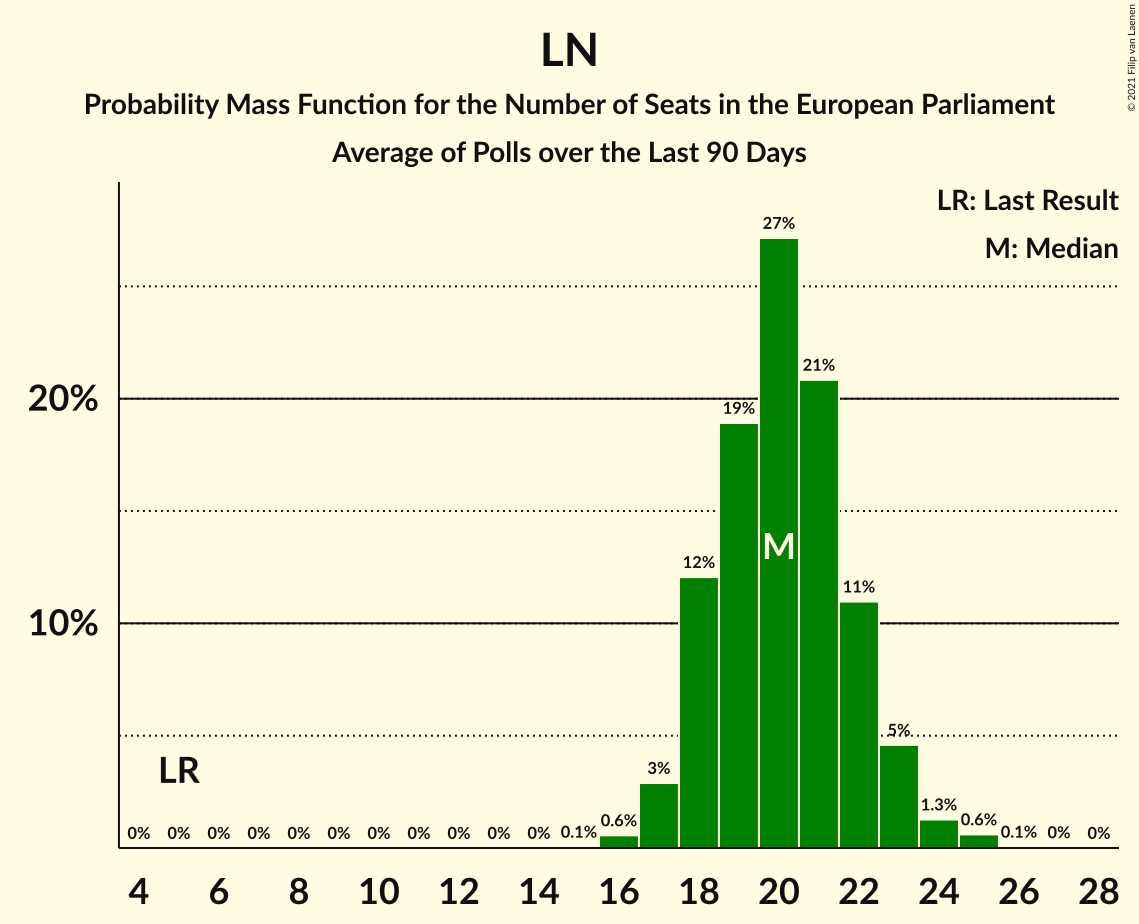 LN
Probability Mass Function for the Number of Seats in the European Parliament
Average of Polls over the Last 90 Days
© 2021 Filip van Laenen
LR: Last Result
M: Median
27%
21%
20%
19%
M
12%
11%
10%
5%
LR
3%
1.3%
0% 0% 0% 0% 0% 0% 0% 0% 0% 0% 0% 0.1% 0.6% 0.6% 0.1% 0% 0%
4 6 8 10 12 14 16 18 20 22 24 26 28